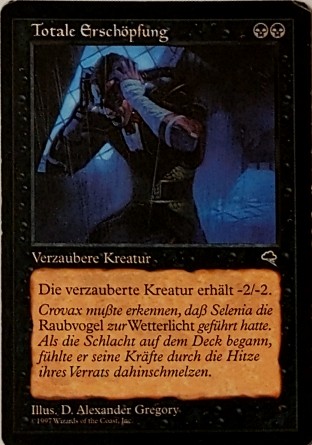 Totale Erschöpfung
Verzaubere Kreatur
Die verzauberte Kreatur erhält -2/-2.
Crovax mußte erkennen, daß Selenia die
Raubvogel zur Wetterlicht geführt hatte.
Als die Schlacht auf dem Deck begann,
fühlte er seine Kräfte durch die Hitze
ihres Verrats dahinschmelzen.
Illus. D. Alexander Gregory
©1997 Wizards of the Coast, Inc.